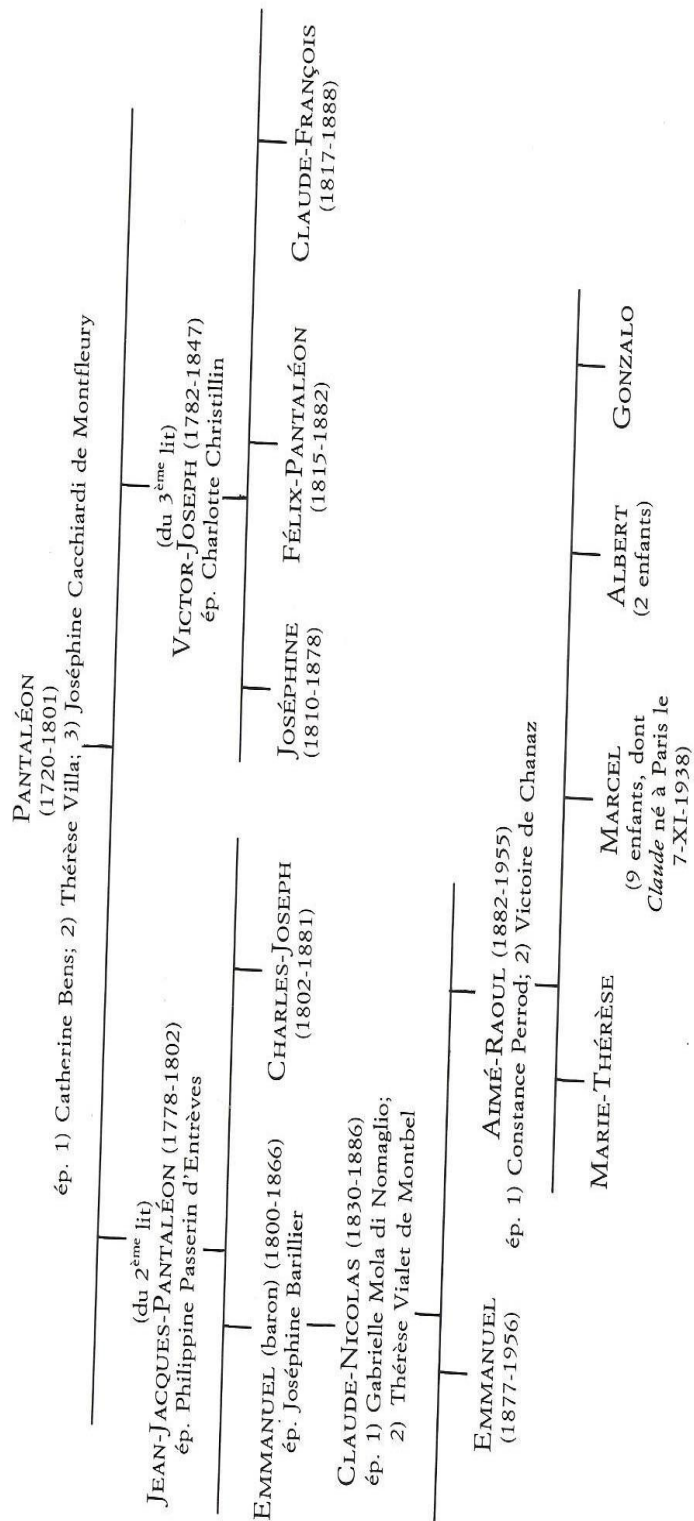 PANTALÉON
(1720-1801)
ép. 1) Catherine Bens; 2) Thérèse Villa; 3) Joséphine Cacchiardi de Montfleury
(du 2ème lit)
JEAN-JACQUES-PANTALÉON (1778-1802)
ép. Philippine Passerin d'Entrèves
(du 3ème lit)
VICTOR-JOSEPH (1782-1847)
ép. Charlotte Christillin
EMMANUEL (baron) (1800-1866)
ép. Joséphine Barillier
CHARLES-JOSEPH
(1802-1881)
JOSÉPHINE
(1810-1878)
FÉLIX-PANTALÉON
(1815-1882)
CLAUDE-FRANÇOIS
(1817-1888)
CLAUDE-NICOLAS (1830-1886)
ép. 1) Gabrielle Mola di Nomaglio;
2) Thérèse Vialet de Montbel
EMMANUEL
(1877-1956)
AIMÉ-RAOUL (1882-1955)
ép. 1) Constance Perrod; 2) Victoire de Chanaz
MARIE-THÉRÈSE
MARCEL
(9 enfants, dont
Claude né à Paris le
7-XI-1938)
ALBERT
(2 enfants)
GONZALO